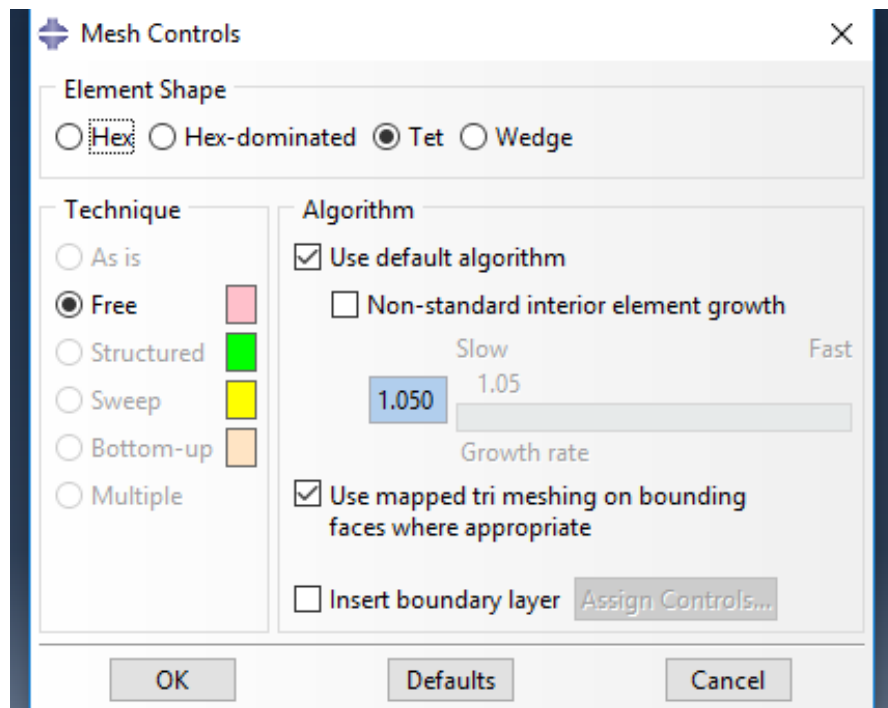 Mesh Controls
Element Shape
Hex Hex-dominated Tet Wedge
Technique
As is
Free
Structured
Sweep
Bottom-up
Multiple
Algorithm
Use default algorithm
Non-standard interior element growth
Slow Fast
1.05
1.050
Growth rate
Use mapped tri meshing on bounding
faces where appropriate
Insert boundary layer Assign Controls...
OK Defaults Cancel